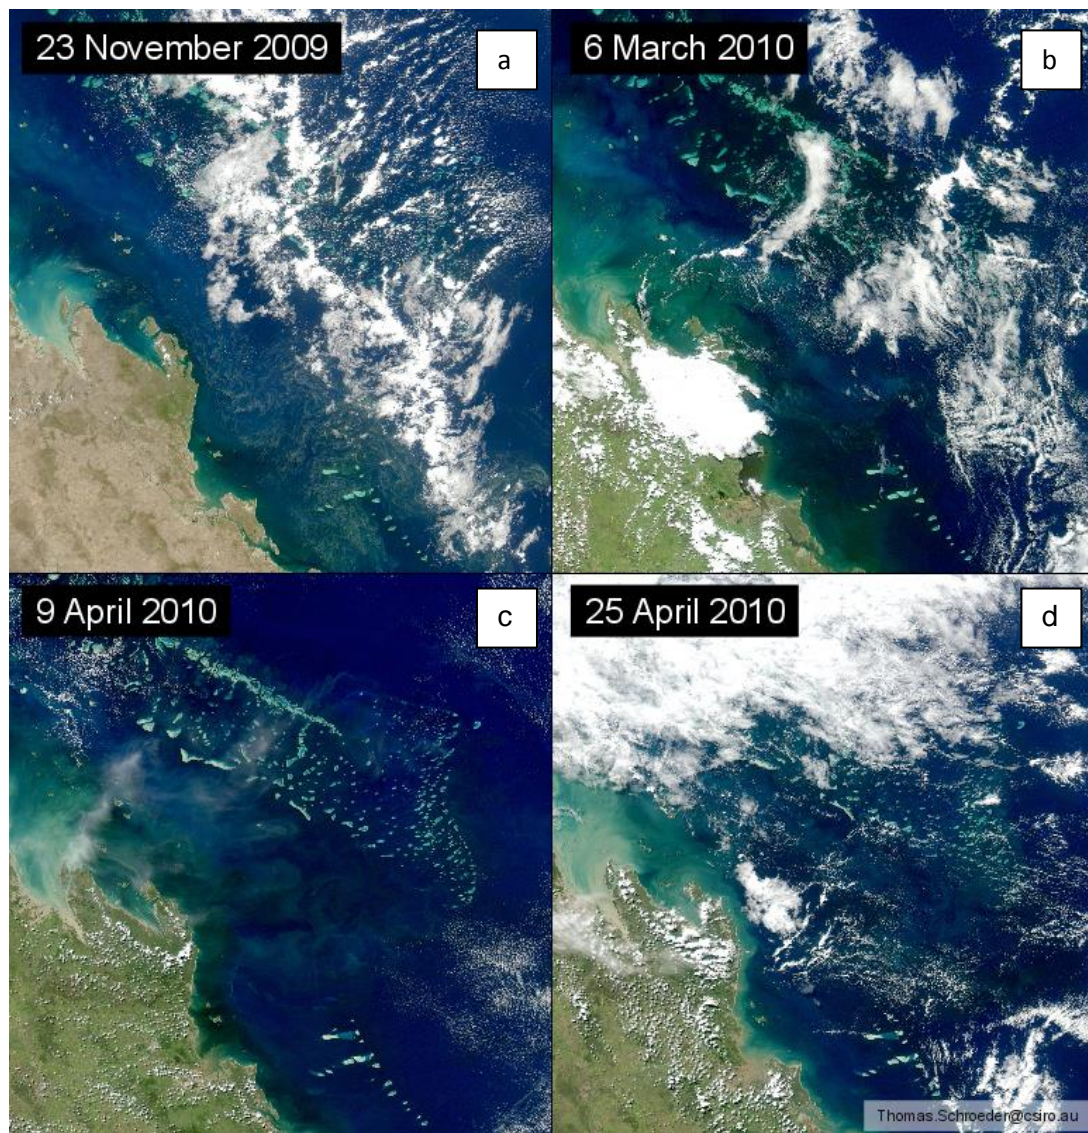 23 November 2009
a
6 March 2010
b
9 April 2010
c
25 April 2010
d
Thomas.Schroeder@csiro.au